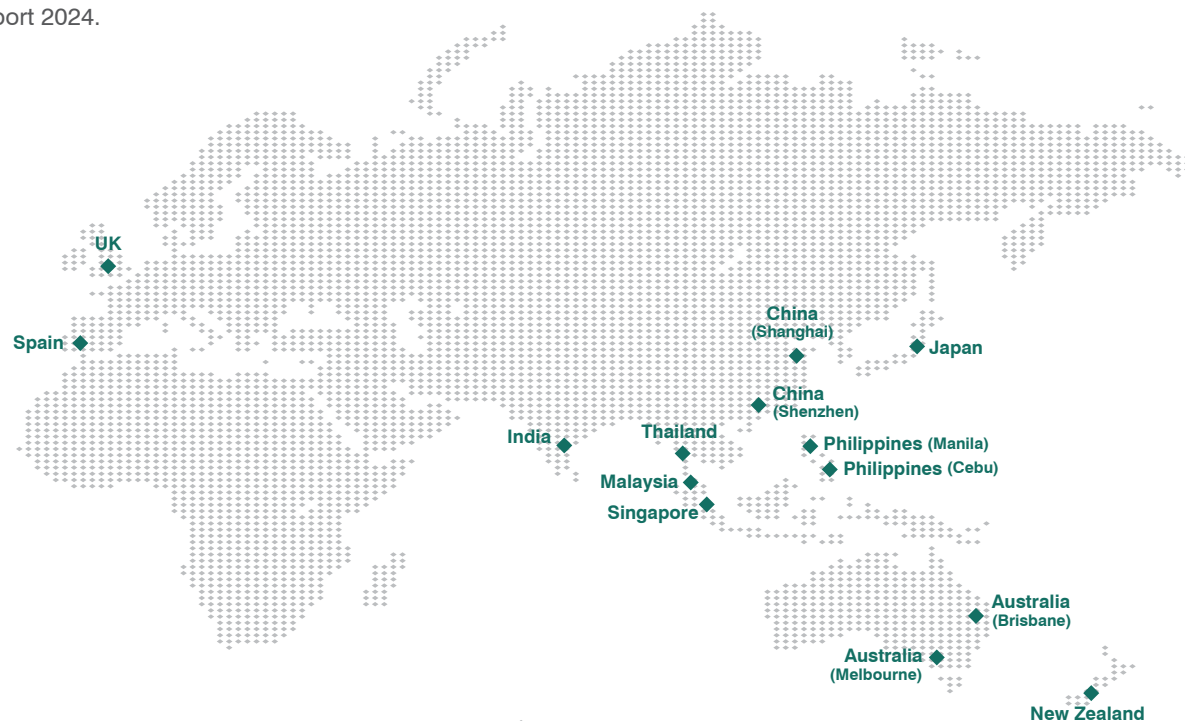 port 2024.
UK
Spain
China
(Shanghai)
Japan
China
(Shenzhen)
India
Thailand
Philippines (Manila)
Philippines (Cebu)
Malaysia
Singapore
Australia
(Brisbane)
Australia
(Melbourne)
New Zealand